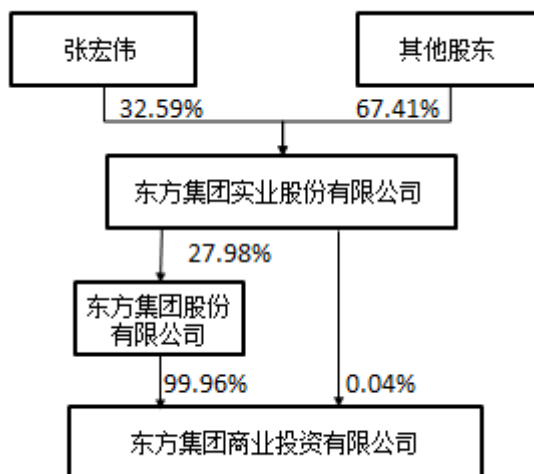 张宏伟
其他股东
32.59%
67.41%
东方集团实业股份有限公司
27.98%
东方集团股份
有限公司
99.96%
0.04%
东方集团商业投资有限公司